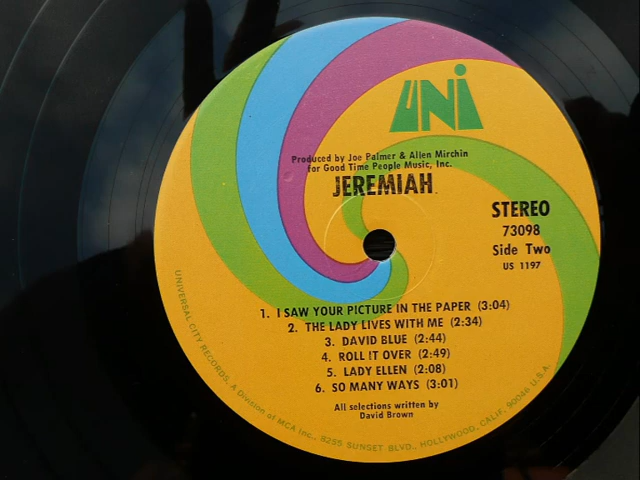 UNI
Produced by Joe Palmer & Allen Mirchin
for Good Time People Music, Inc.
JEREMIAH
STEREO
73098
Side Two
US 1197
1. I SAW YOUR PICTURE IN THE PAPER (3:04)
2. THE LADY LIVES WITH ME (2:34)
3. DAVID BLUE (2:44)
4. ROLL IT OVER (2:49)
5. LADY ELLEN (2:08)
6. SO MANY WAYS (3:01)
All selections written by
David Brown
UNIVERSAL CITY RECORDS, A Division of MCA Inc., 8255 SUNSET BLVD., HOLLYWOOD, CALIF. 90046 U.S.A.